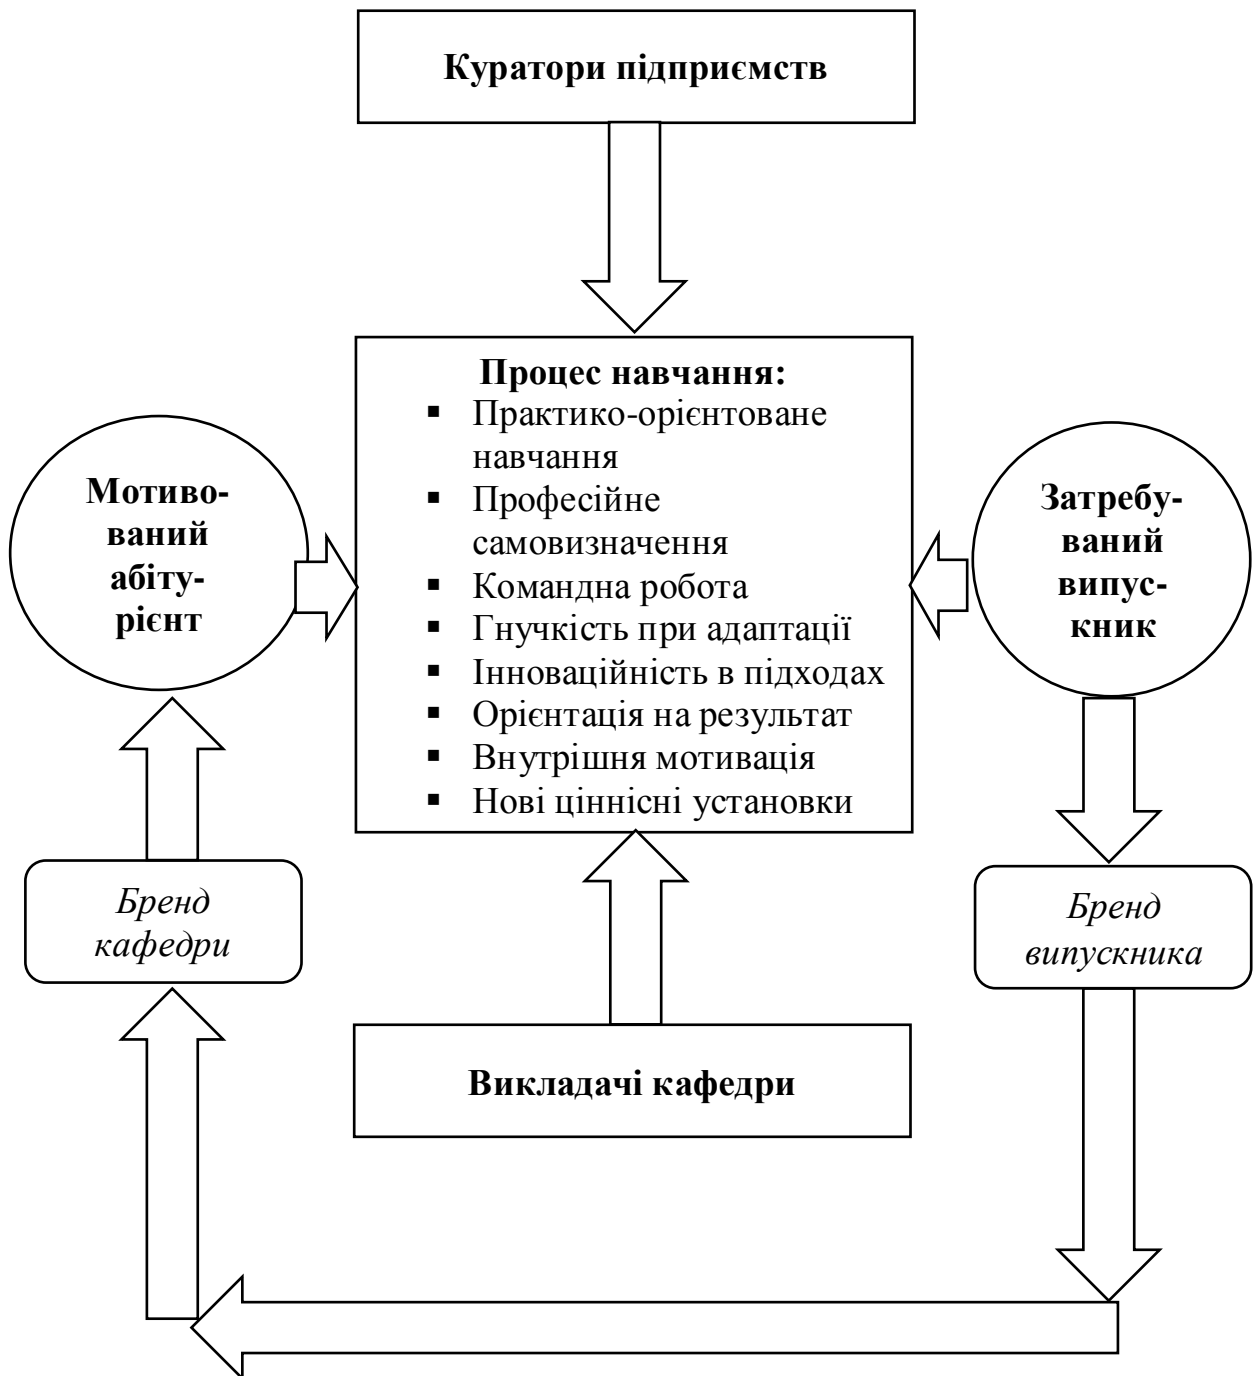 Куратори підприємств
Процес навчання:
▪ Практико-орієнтоване
навчання
▪ Професійне
самовизначення
▪ Командна робота
▪ Гнучкість при адаптації
▪ Інноваційність в підходах
▪ Орієнтація на результат
▪ Внутрішня мотивація
▪ Нові ціннісні установки
Мотиво-
ваний
абіту-
рієнт
Затребу-
ваний
випус-
кник
Бренд
кафедри
Бренд
випускника
Викладачі кафедри